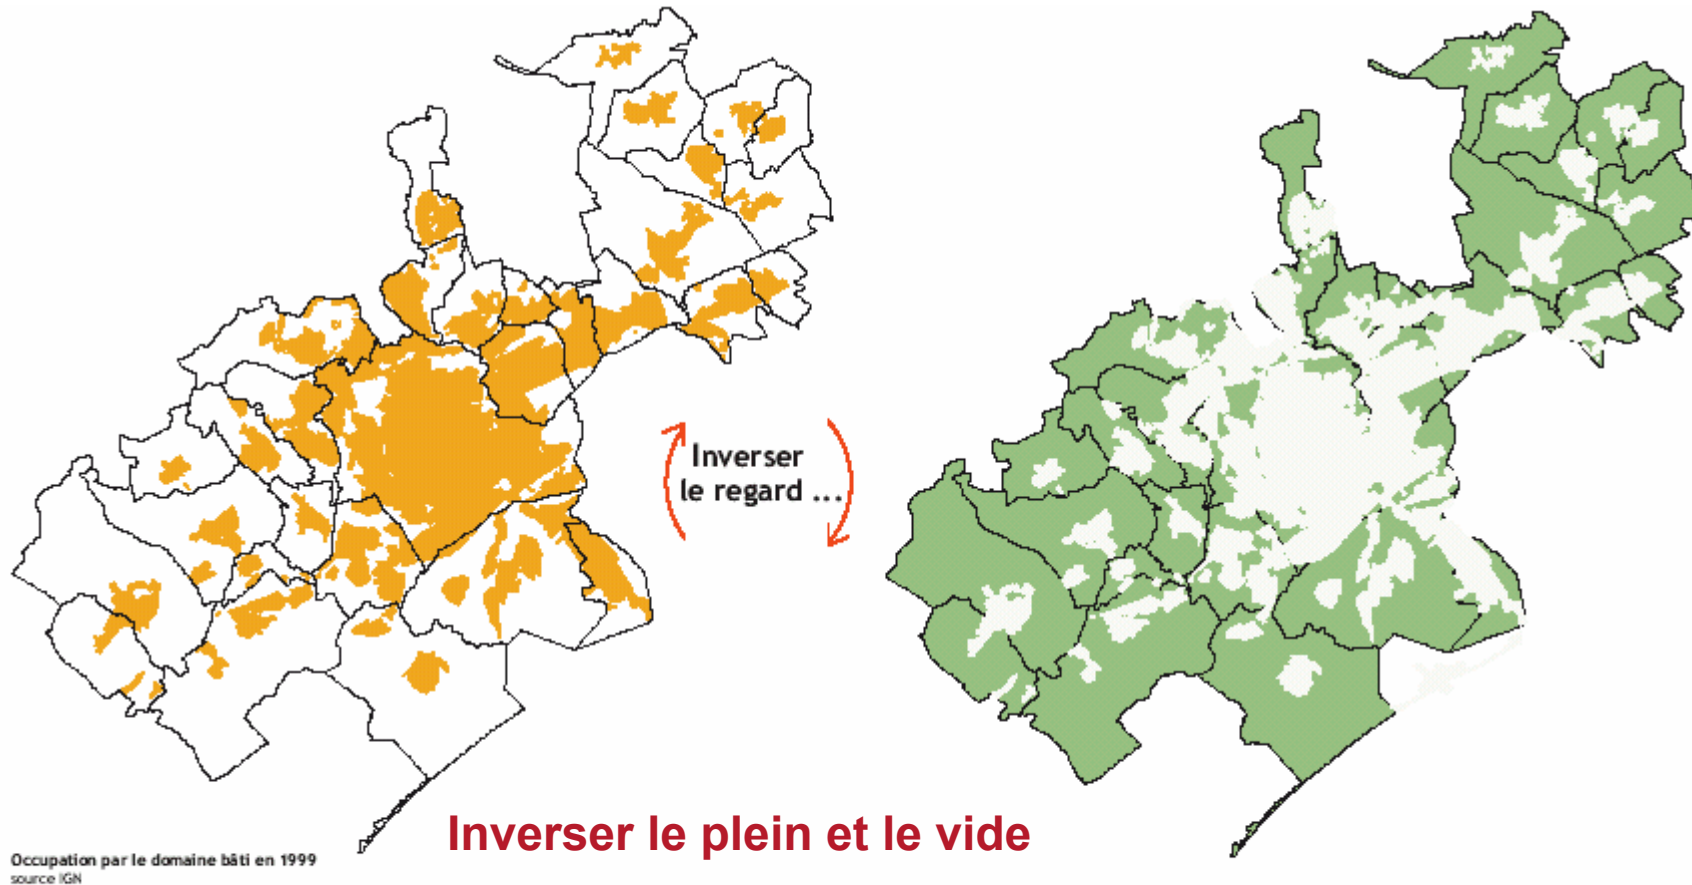 Inverser
le regard ...
Inverser le plein et le vide
Occupation par le domaine bâti en 1999
source IGN